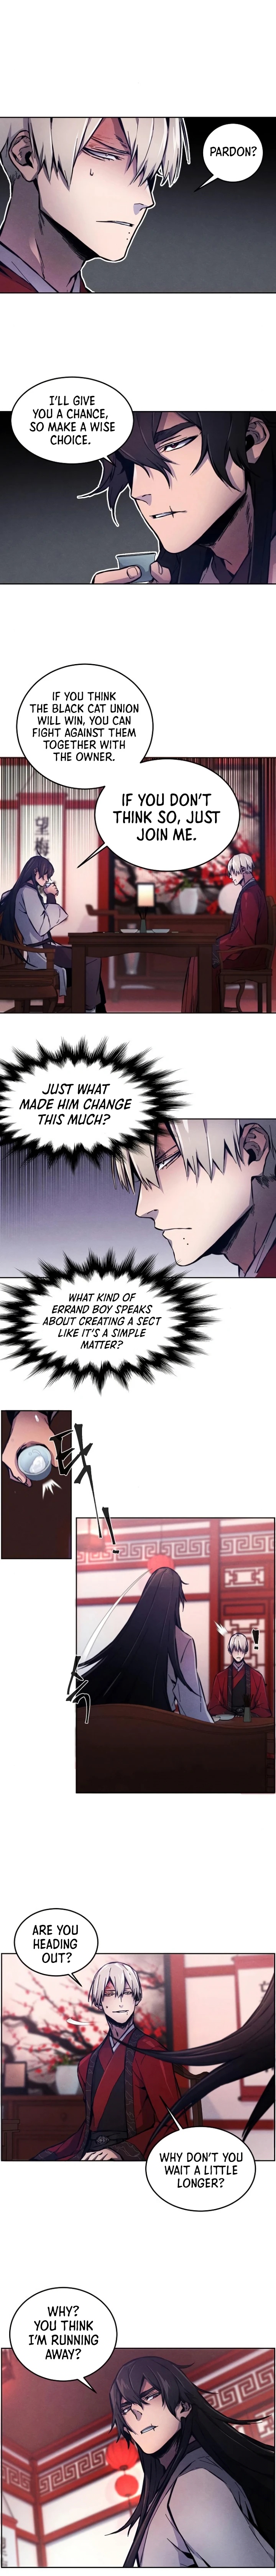 PARDON?
I'LL GIVE
YOU A CHANCE,
SO MAKE A WISE
CHOICE.
IF YOU THINK
THE BLACK CAT UNION
WILL WIN, YOU CAN
FIGHT AGAINST THEM
TOGETHER WITH
THE OWNER.
IF YOU DON'T
THINK SO, JUST
JOIN ME.
JUST WHAT
MADE HIM CHANGE
THIS MUCH?
WHAT KIND OF
ERRAND BOY SPEAKS
ABOUT CREATING A SECT
LIKE IT'S A SIMPLE
MATTER?
!
ARE YOU
HEADING
OUT?
WHY DON'T YOU
WAIT A LITTLE
LONGER?
WHY?
YOU THINK
I'M RUNNING
AWAY?